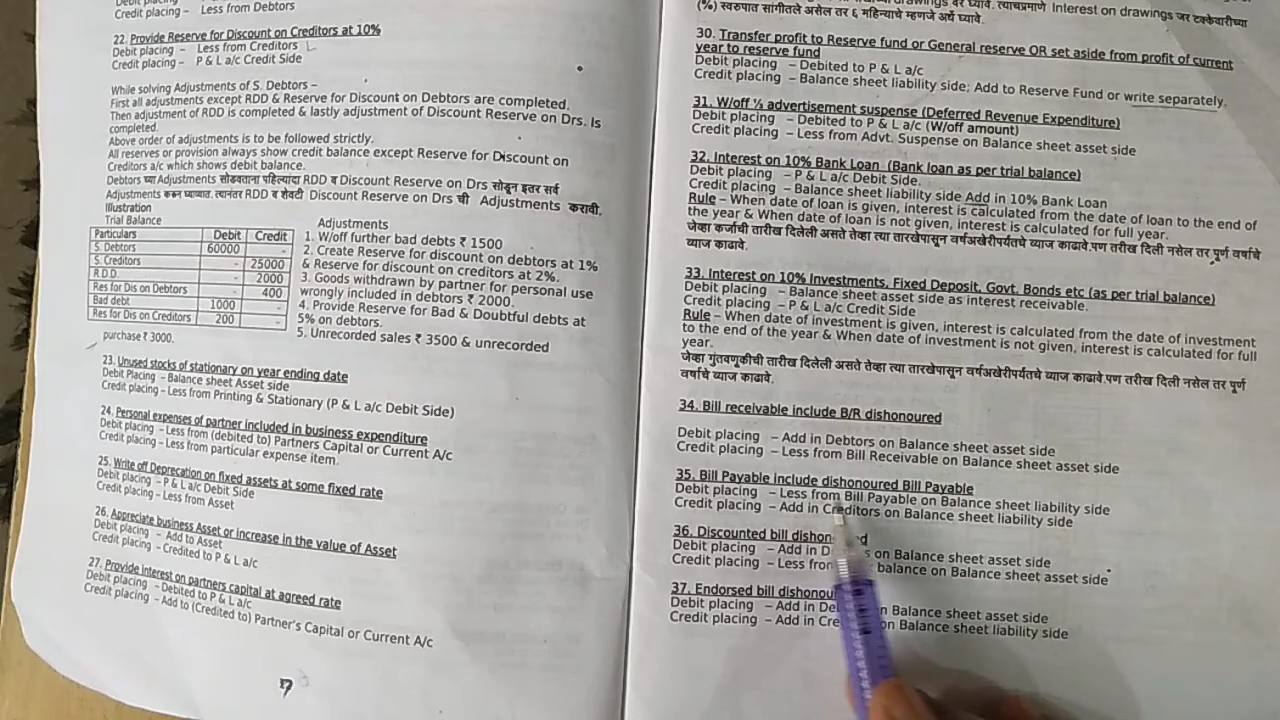 Credit placing – Less from Debtors
22. Provide Reserve for Discount on Creditors at 10%
Debit placing – Less from Creditors
Credit placing – P & L a/c Credit Side
While solving Adjustments of S. Debtors –
First all adjustments except RDD & Reserve for Discount on Debtors are completed.
Then adjustment of RDD is completed & lastly adjustment of Discount Reserve on Drs. Is
completed.
Above order of adjustments is to be followed strictly.
All reserves or provision always show credit balance except Reserve for Discount on
Creditors a/c which shows debit balance.
Debtors च्या Adjustments सोडवताना पहिल्यांदा RDD व Discount Reserve on Drs सोडून इतर सर्व
Adjustments करून घ्याव्यात. त्यानंतर RDD व शेवटी Discount Reserve on Drs ची Adjustments करावी.
Illustration
Trial Balance
Particulars Debit Credit
S. Debtors 60000 -
S. Creditors - 25000
R.D.D. - 2000
Res for Dis on Debtors - 400
Bad debt 1000 -
Res for Dis on Creditors 200 -
Adjustments
1. W/off further bad debts ₹ 1500
2. Create Reserve for discount on debtors at 1%
& Reserve for discount on creditors at 2%.
3. Goods withdrawn by partner for personal use
wrongly included in debtors ₹ 2000.
4. Provide Reserve for Bad & Doubtful debts at
5% on debtors.
5. Unrecorded sales ₹ 3500 & unrecorded
purchase ₹ 3000.
23. Unused stocks of stationary on year ending date
Debit Placing – Balance sheet Asset side
Credit placing – Less from Printing & Stationary (P & L a/c Debit Side)
24. Personal expenses of partner included in business expenditure
Debit placing – Less from (debited to) Partners Capital or Current A/c
Credit placing – Less from particular expense item.
25. Write off Deprecation on fixed assets at some fixed rate
Debit placing – P & L a/c Debit Side
Credit placing – Less from Asset
26. Appreciate business Asset or increase in the value of Asset
Debit placing – Add to Asset
Credit placing – Credited to P & L a/c
27. Provide interest on partners capital at agreed rate
Debit placing – Debited to P & L a/c
Credit placing – Add to (Credited to) Partner's Capital or Current A/c
7
drawings वर घ्यावे. त्याचप्रमाणे Interest on drawings जर टक्केवारीच्या
(%) स्वरुपात सांगीतले असेल तर ६ महिन्याचे म्हणजे अर्धे घ्यावे.
30. Transfer profit to Reserve fund or General reserve OR set aside from profit of current
year to reserve fund
Debit placing – Debited to P & L a/c
Credit placing – Balance sheet liability side; Add to Reserve Fund or write separately.
31. W/off ⅓ advertisement suspense (Deferred Revenue Expenditure)
Debit placing – Debited to P & L a/c (W/off amount)
Credit placing – Less from Advt. Suspense on Balance asset side
32. Interest on 10% Bank Loan (Bank loan as per trial balance)
Debit placing – P & L a/c Debit Side.
Credit placing – Balance sheet liability side Add in 10% Bank Loan
Rule – When date of loan is given, interest is calculated from the date of loan to the end of
the year & When date of loan is not given, interest is calculated for full year.
जेव्हा कर्जाची तारीख दिलेली असते तेव्हा त्या तारखेपासून वर्षअखेरीपर्यतचे व्याज काढावे.पण तरीख दिली नसेल तर पूर्ण वर्षाचे
व्याज काढावे.
33. Interest on 10% Investments, Fixed Deposit, Govt. Bonds etc (as per trial balance)
Debit placing – Balance sheet asset side as interest receivable.
Credit placing – P & L a/c Credit Side
Rule – When date of investment is given, interest is calculated from the date of investment
to the end of the year & When date of investment is not given, interest is calculated for full
year.
जेव्हा गुंतवणूकीची तारीख दिलेली असते तेव्हा त्या तारखेपासून वर्षअखेरीपर्यतचे व्याज काढावे.पण तरीख दिली नसेल तर पूर्ण
वर्षाचे व्याज काढावे.
34. Bill receivable include B/R dishonoured
Debit placing – Add in Debtors on Balance sheet asset side
Credit placing – Less from Bill Receivable on Balance sheet asset side
35. Bill Payable include dishonoured Bill Payable
Debit placing – Less from Bill Payable on Balance sheet liability side
Credit placing – Add in Creditors on Balance sheet liability side
36. Discounted bill
Debit placing – Add in on Balance sheet asset side
Credit placing – Less balance on Balance sheet asset side
37. Endorsed bill
Debit placing – Add in on Balance sheet asset side
Credit placing – Add in on Balance sheet liability side